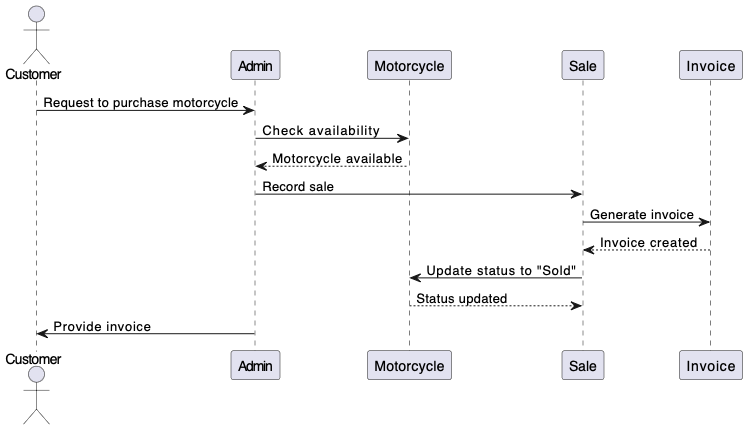 Customer
Admin
Motorcycle
Sale
Invoice
Request to purchase motorcycle
Check availability
Motorcycle available
Record sale
Generate invoice
Invoice created
Update status to "Sold"
Status updated
Provide invoice
Customer
Admin
Motorcycle
Sale
Invoice